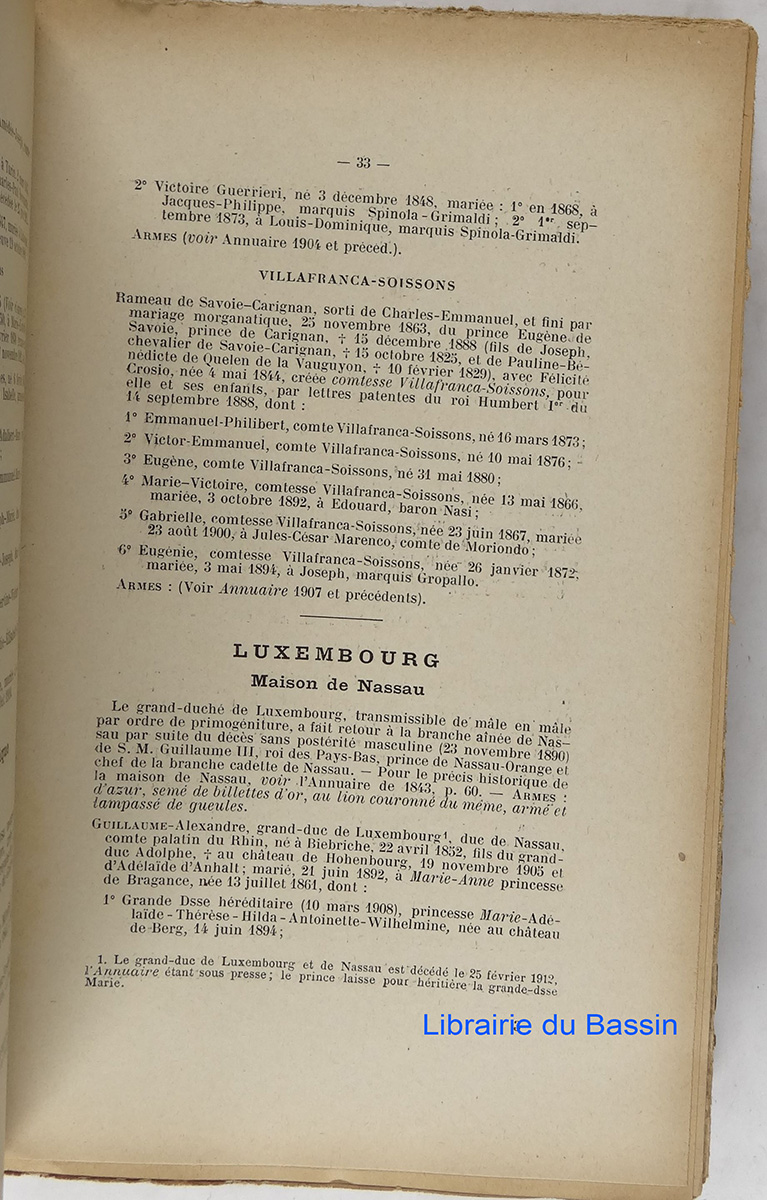 — 33 —
2° Victoire Guerrieri, né 3 décembre 1848, mariée : 1° en 1868, à
Jacques-Philippe, marquis Spinola-Grimaldi ; 2° 1er sep-
tembre 1873, à Louis-Dominique, marquis Spinola-Grimaldi.
ARMES (voir Annuaire 1904 et précéd.).
VILLAFRANCA-SOISSONS
Rameau de Savoie-Carignan, sorti de Charles-Emmanuel, et fini par
mariage morganatique, 25 novembre 1863, du prince Eugène de
Savoie, prince de Carignan, † 15 décembre 1888 (fils de Joseph,
chevalier de Savoie-Carignan, † 15 octobre 1825, et de Pauline-Bé-
nédicte de Quelen de la Vauguyon, † 10 février 1829), avec Félicité
Crosio, née 4 mai 1844, créée comtesse Villafranca-Soissons, pour
elle et ses enfants, par lettres patentes du roi Humbert Ier du
14 septembre 1888, dont :
1° Emmanuel-Philibert, comte Villafranca-Soissons, né 16 mars 1873 ;
2° Victor-Emmanuel, comte Villafranca-Soissons, né 10 mai 1876 ;
3° Eugène, comte Villafranca-Soissons, né 31 mai 1880 ;
4° Marie-Victoire, comtesse Villafranca-Soissons, née 13 mai 1866,
mariée, 3 octobre 1892, à Edouard, baron Nasi ;
5° Gabrielle, comtesse Villafranca-Soissons, née 23 juin 1867, mariée
23 août 1900, à Jules-César Marenco, comte de Moriondo ;
6° Eugénie, comtesse Villafranca-Soissons, née 26 janvier 1872,
mariée, 3 mai 1894, à Joseph, marquis Gropallo.
ARMES : (Voir Annuaire 1907 et précédents).
LUXEMBOURG
Maison de Nassau
Le grand-duché de Luxembourg, transmissible de mâle en mâle
par ordre de primogéniture, a fait retour à la branche aînée de Nas-
sau par suite du décès sans postérité masculine (23 novembre 1890)
de S. M. Guillaume III, roi des Pays-Bas, prince de Nassau-Orange et
chef de la branche cadette de Nassau. — Pour le précis historique de
la maison de Nassau, voir l'Annuaire de 1843, p. 60. — ARMES :
d'azur, semé de billettes d'or, au lion couronné du même, armé et
lampassé de gueules.
GUILLAUME-Alexandre, grand-duc de Luxembourg1, duc de Nassau,
comte palatin du Rhin, né à Biebriche, 22 avril 1852, fils du grand-
duc Adolphe, † au château de Hohenbourg, 19 novembre 1905 et
d'Adélaïde d'Anhalt ; marié, 21 juin 1892, à Marie-Anne princesse
de Bragance, née 13 juillet 1861, dont :
1° Grande Dsse héréditaire (10 mars 1908), princesse Marie-Adé-
laïde-Thérèse-Hilda-Antoinette-Wilhelmine, née au château
de Berg, 14 juin 1894 ;
1. Le grand-duc de Luxembourg et de Nassau est décédé le 25 février 1912,
l'Annuaire étant sous presse ; le prince laisse pour héritière la grande-dsse
Marie.
Librairie du Bassin